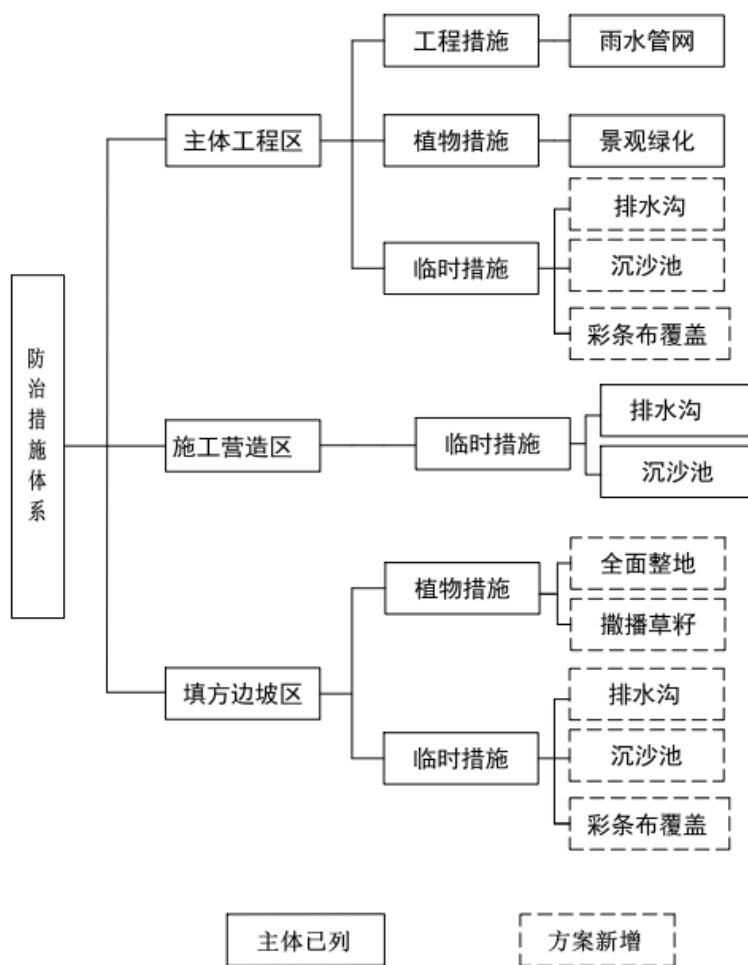 防治措施体系
主体工程区
工程措施
雨水管网
植物措施
景观绿化
临时措施
排水沟
沉沙池
彩条布覆盖
施工营造区
临时措施
排水沟
沉沙池
填方边坡区
植物措施
全面整地
撒播草籽
临时措施
排水沟
沉沙池
彩条布覆盖
主体已列
方案新增